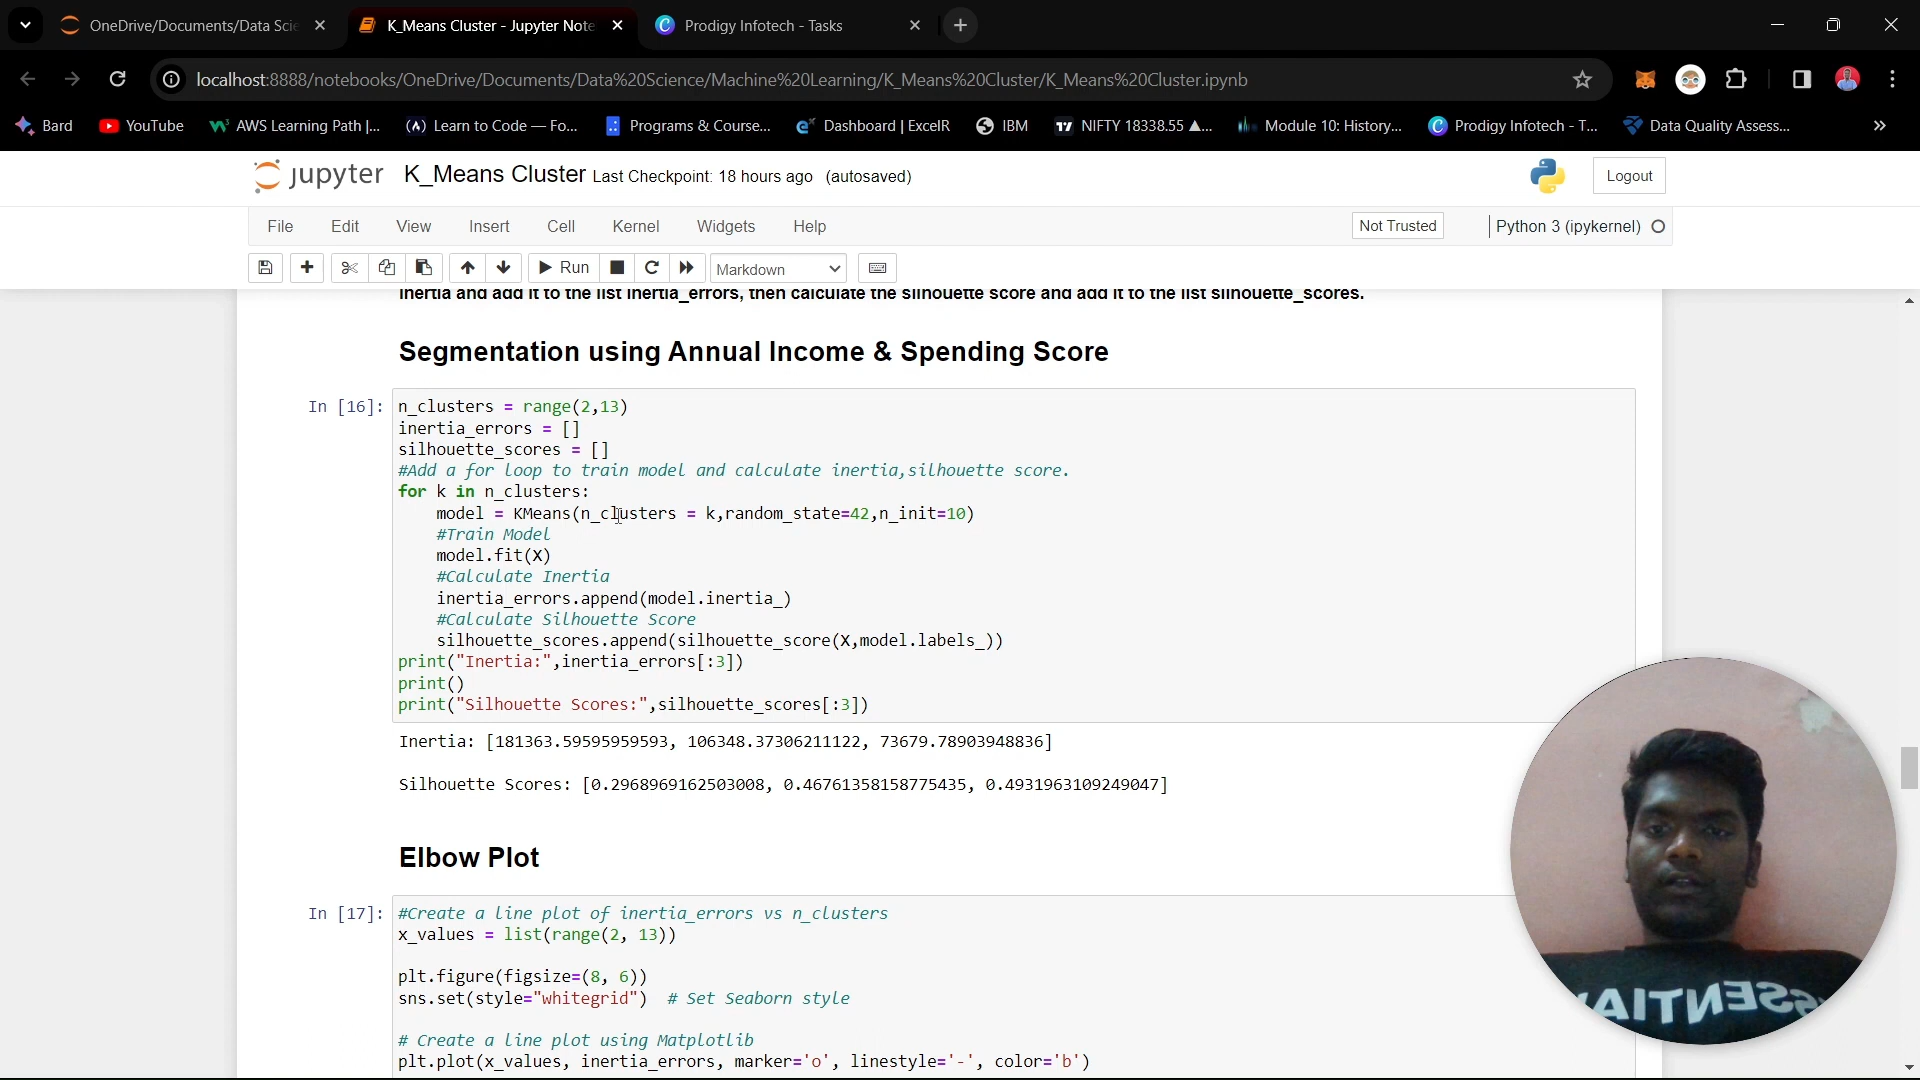 OneDrive/Documents/Data Scie
K_Means Cluster - Jupyter Note
Prodigy Infotech - Tasks
localhost:8888/notebooks/OneDrive/Documents/Data%20Science/Machine%20Learning/K_Means%20Cluster/K_Means%20Cluster.ipynb
Bard
YouTube
AWS Learning Path |...
Learn to Code — Fo...
Programs & Course...
Dashboard | ExcelR
IBM
NIFTY 18338.55 ▲...
Module 10: History...
Prodigy Infotech - T...
Data Quality Assess...
jupyter K_Means Cluster Last Checkpoint: 18 hours ago (autosaved)
Logout
File Edit View Insert Cell Kernel Widgets Help
Not Trusted
Python 3 (ipykernel)
Run
Markdown
inertia and add it to the list inertia_errors, then calculate the silhouette score and add it to the list silhouette_scores.
Segmentation using Annual Income & Spending Score
In [16]:
n_clusters = range(2,13)
inertia_errors = []
silhouette_scores = []
#Add a for loop to train model and calculate inertia,silhouette score.
for k in n_clusters:
    model = KMeans(n_clusters = k,random_state=42,n_init=10)
    #Train Model
    model.fit(X)
    #Calculate Inertia
    inertia_errors.append(model.inertia_)
    #Calculate Silhouette Score
    silhouette_scores.append(silhouette_score(X,model.labels_))
print("Inertia:",inertia_errors[:3])
print()
print("Silhouette Scores:",silhouette_scores[:3])
Inertia: [181363.59595959593, 106348.37306211122, 73679.78903948836]
Silhouette Scores: [0.2968969162503008, 0.46761358158775435, 0.4931963109249047]
Elbow Plot
In [17]:
#Create a line plot of inertia_errors vs n_clusters
x_values = list(range(2, 13))
plt.figure(figsize=(8, 6))
sns.set(style="whitegrid")  # Set Seaborn style
# Create a line plot using Matplotlib
plt.plot(x_values, inertia_errors, marker='o', linestyle='-', color='b')